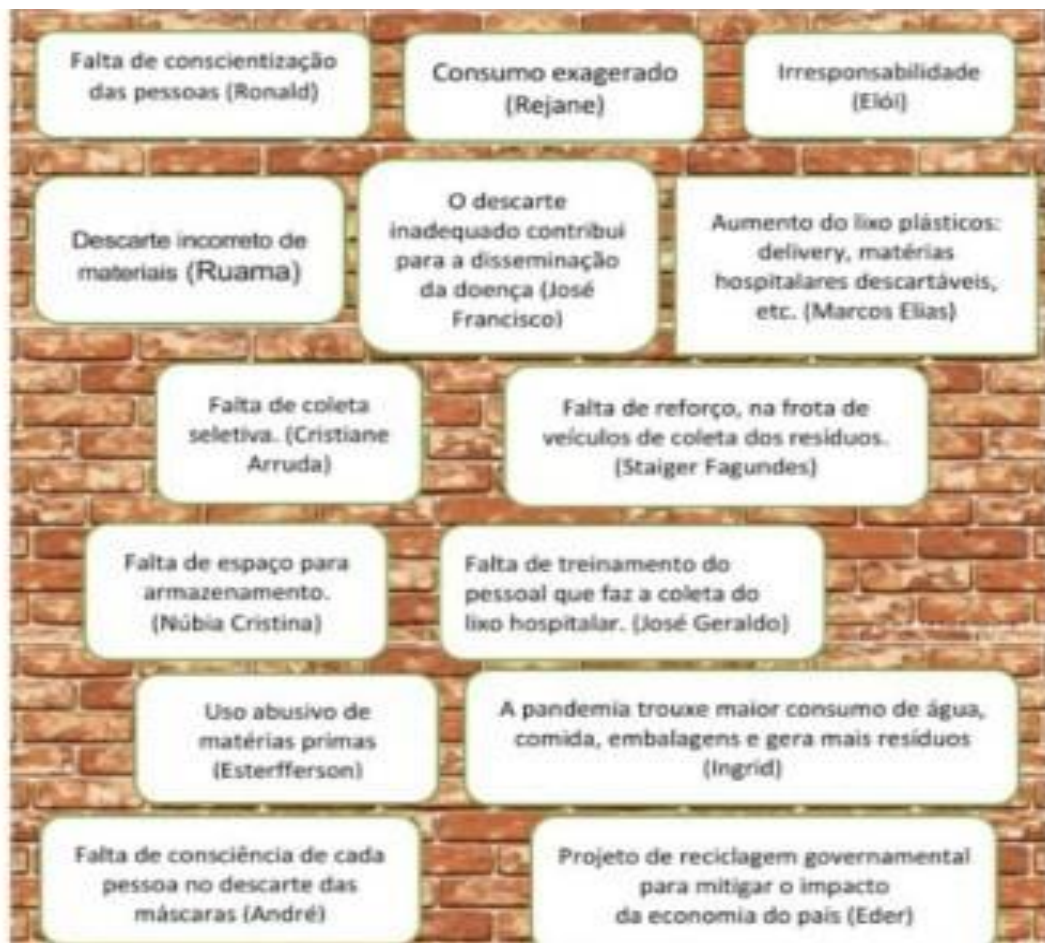 Falta de conscientização
das pessoas (Ronald)
Consumo exagerado
(Rejane)
Irresponsabilidade
(Elói)
Descarte incorreto de
materiais (Ruama)
O descarte
inadequado contribui
para a disseminação
da doença (José
Francisco)
Aumento do lixo plásticos:
delivery, matérias
hospitalares descartáveis,
etc. (Marcos Elias)
Falta de coleta
seletiva. (Cristiane
Arruda)
Falta de reforço, na frota de
veículos de coleta dos resíduos.
(Staiger Fagundes)
Falta de espaço para
armazenamento.
(Núbia Cristina)
Falta de treinamento do
pessoal que faz a coleta do
lixo hospitalar. (José Geraldo)
Uso abusivo de
matérias primas
(Esterfferson)
A pandemia trouxe maior consumo de água,
comida, embalagens e gera mais resíduos
(Ingrid)
Falta de consciência de cada
pessoa no descarte das
máscaras (André)
Projeto de reciclagem governamental
para mitigar o impacto
da economia do país (Eder)